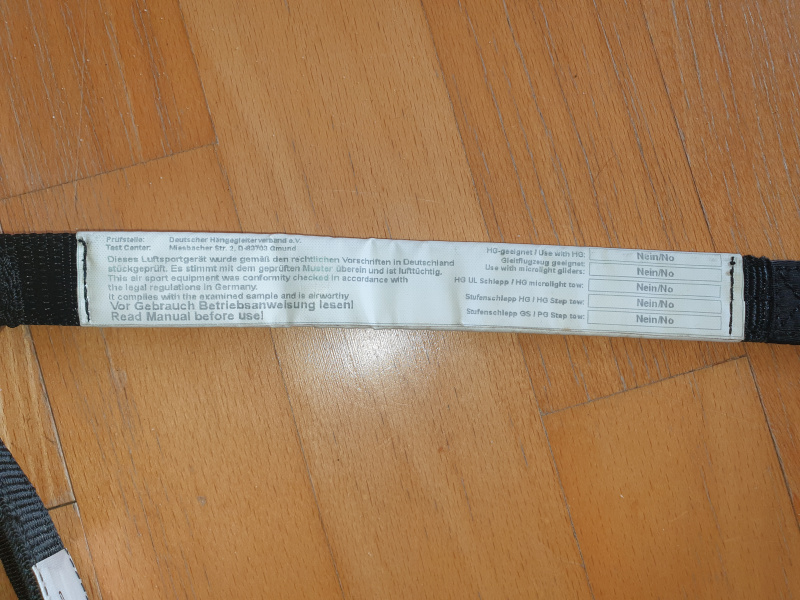 Prüfstelle: Deutscher Hängegleiterverband e.V.
Test Center: Miesbacher Str. 2, D-83703 Gmund
Dieses Luftsportgerät wurde gemäß den rechtlichen Vorschriften in Deutschland
stückgeprüft. Es stimmt mit dem geprüften Muster überein und ist lufttüchtig.
This air sport equipment was conformity checked in accordance with
the legal regulations in Germany.
It complies with the examined sample and is airworthy
Vor Gebrauch Betriebsanweisung lesen!
Read Manual before use!
HG-geeignet / Use with HG: Nein/No
Gleitflugzeug geeignet:
Use with microlight gliders: Nein/No
HG UL Schlepp / HG microlight tow: Nein/No
Stufenschlepp HG / HG Step tow: Nein/No
Stufenschlepp GS / PG Step tow: Nein/No